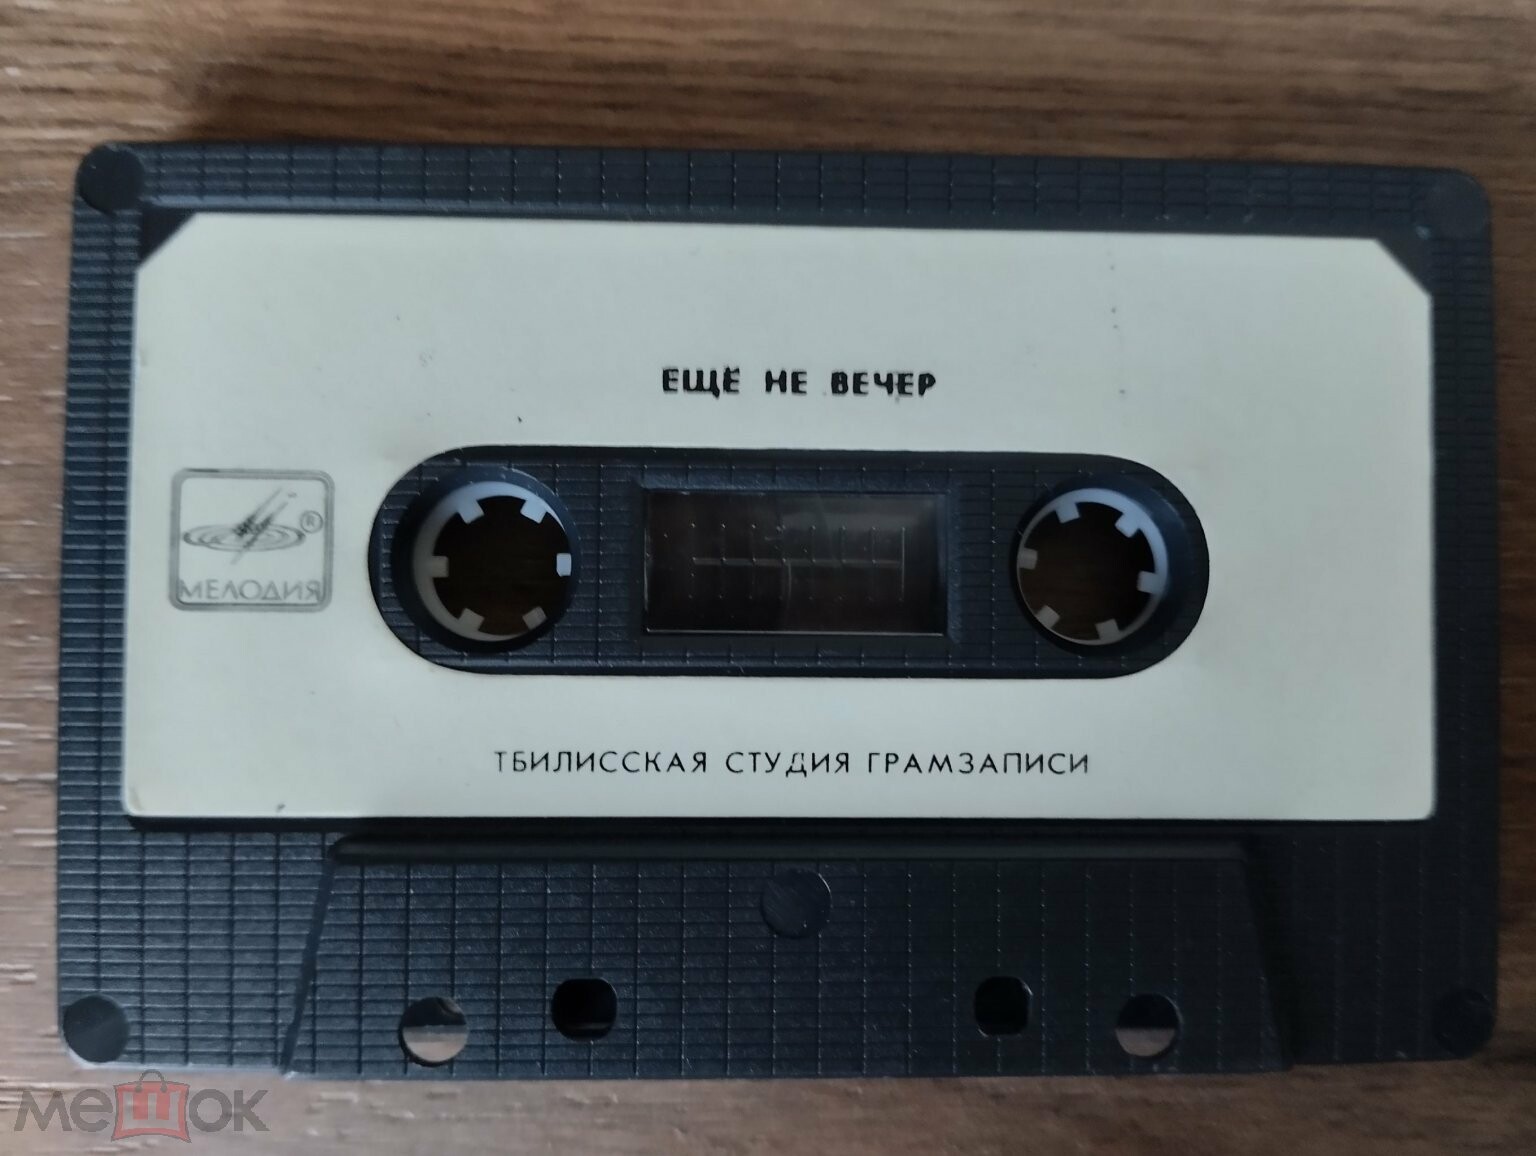 ЕЩЁ НЕ ВЕЧЕР
®
МЕЛОДИЯ
ТБИЛИССКАЯ СТУДИЯ ГРАМЗАПИСИ
мешок